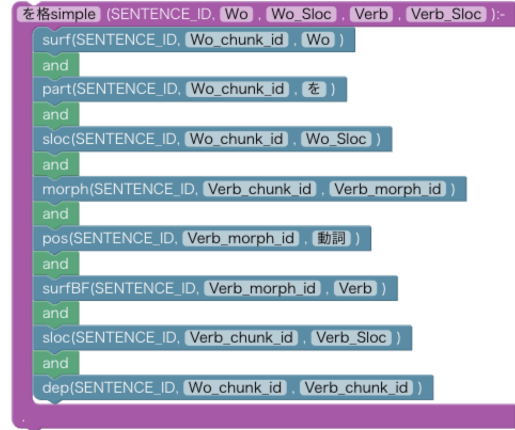 を格simple (SENTENCE_ID, Wo , Wo_Sloc , Verb , Verb_Sloc ):-
surf(SENTENCE_ID, Wo_chunk_id , Wo )
and
part(SENTENCE_ID, Wo_chunk_id , を )
and
sloc(SENTENCE_ID, Wo_chunk_id , Wo_Sloc )
and
morph(SENTENCE_ID, Verb_chunk_id , Verb_morph_id )
and
pos(SENTENCE_ID, Verb_morph_id , 動詞 )
and
surfBF(SENTENCE_ID, Verb_morph_id , Verb )
and
sloc(SENTENCE_ID, Verb_chunk_id , Verb_Sloc )
and
dep(SENTENCE_ID, Wo_chunk_id , Verb_chunk_id )
.